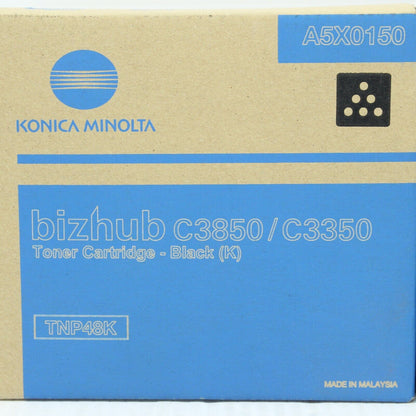 A5X0150
KONICA MINOLTA
bizhub C3850/C3350
Toner Cartridge - Black (K)
TNP48K
MADE IN MALAYSIA